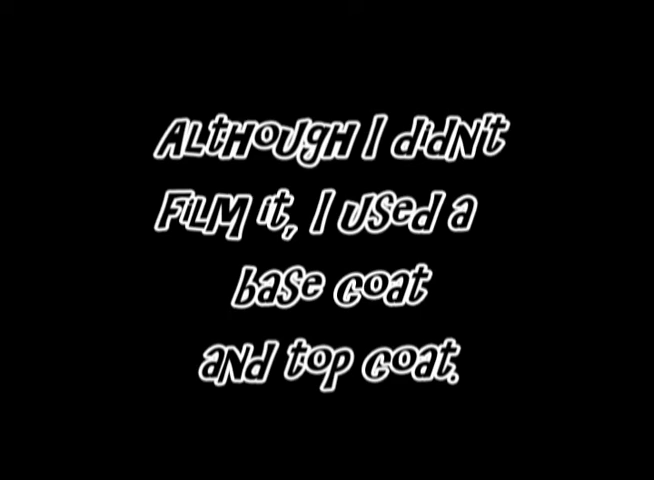 Although I didn't
film it, I used a
base coat
and top coat.